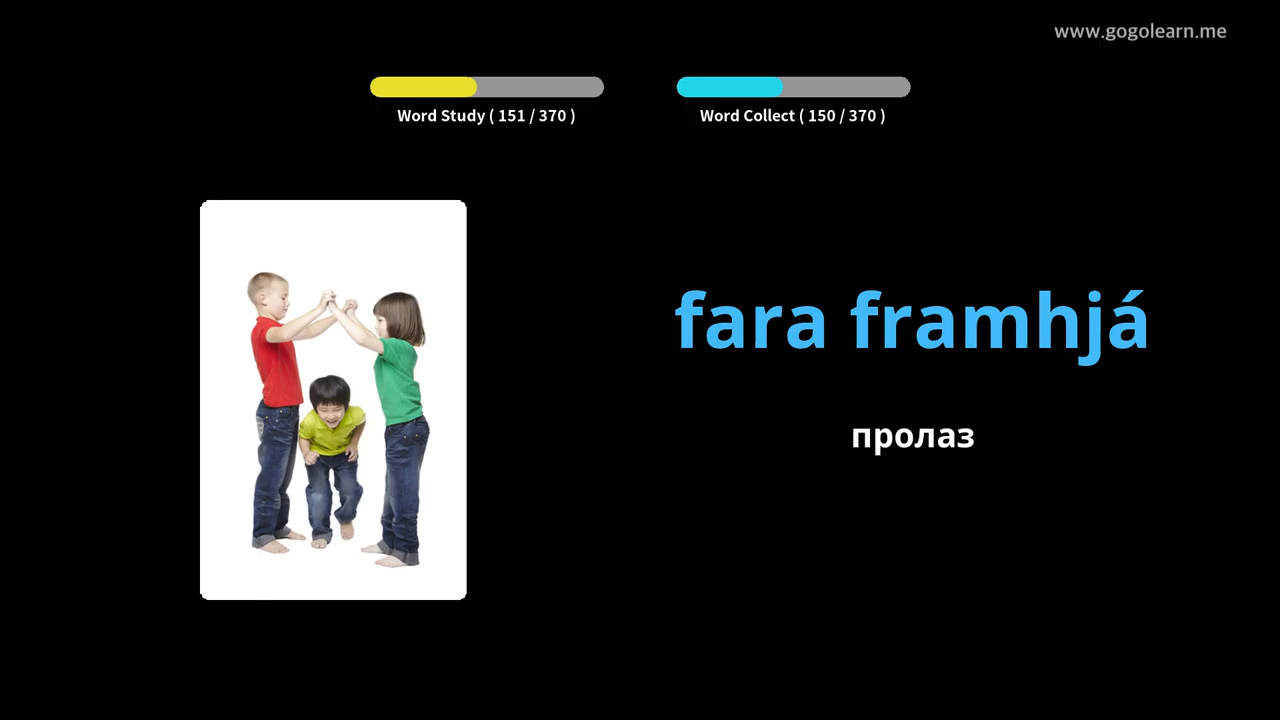 www.gogolearn.me
Word Study ( 151 / 370 )
Word Collect ( 150 / 370 )
fara framhjá
пролаз